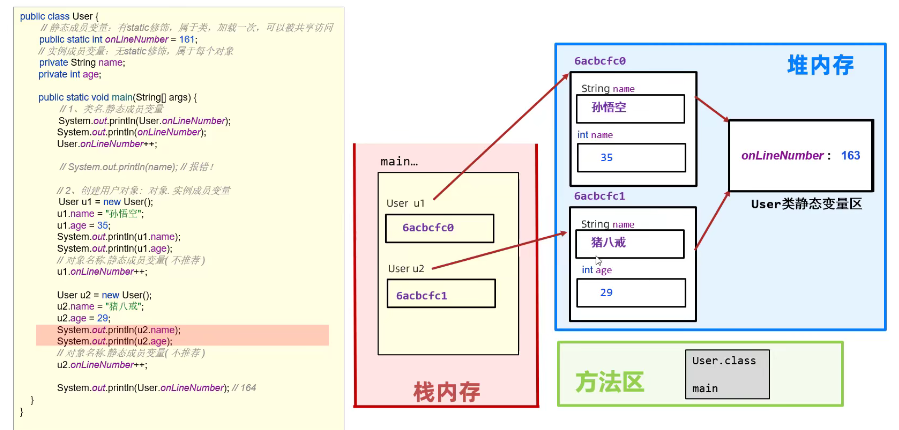 public class User {
// 静态成员变量：有static修饰，属于类，加载一次，可以被共享访问
public static int onLineNumber = 161;
// 实例成员变量：无static修饰，属于每个对象
private String name;
private int age;
public static void main(String[] args) {
// 1、类名.静态成员变量
System.out.println(User.onLineNumber);
System.out.println(onLineNumber);
User.onLineNumber++;
// System.out.println(name); // 报错！
// 2、创建用户对象：对象.实例成员变量
User u1 = new User();
u1.name = "孙悟空";
u1.age = 35;
System.out.println(u1.name);
System.out.println(u1.age);
// 对象名称.静态成员变量( 不推荐 )
u1.onLineNumber++;
User u2 = new User();
u2.name = "猪八戒";
u2.age = 29;
System.out.println(u2.name);
System.out.println(u2.age);
// 对象名称.静态成员变量( 不推荐 )
u2.onLineNumber++;
System.out.println(User.onLineNumber); // 164
}
}
main…
User u1
6acbcfc0
User u2
6acbcfc1
栈内存
堆内存
6acbcfc0
String name
孙悟空
int name
35
6acbcfc1
String name
猪八戒
int age
29
onLineNumber： 163
User类静态变量区
方法区
User.class
main